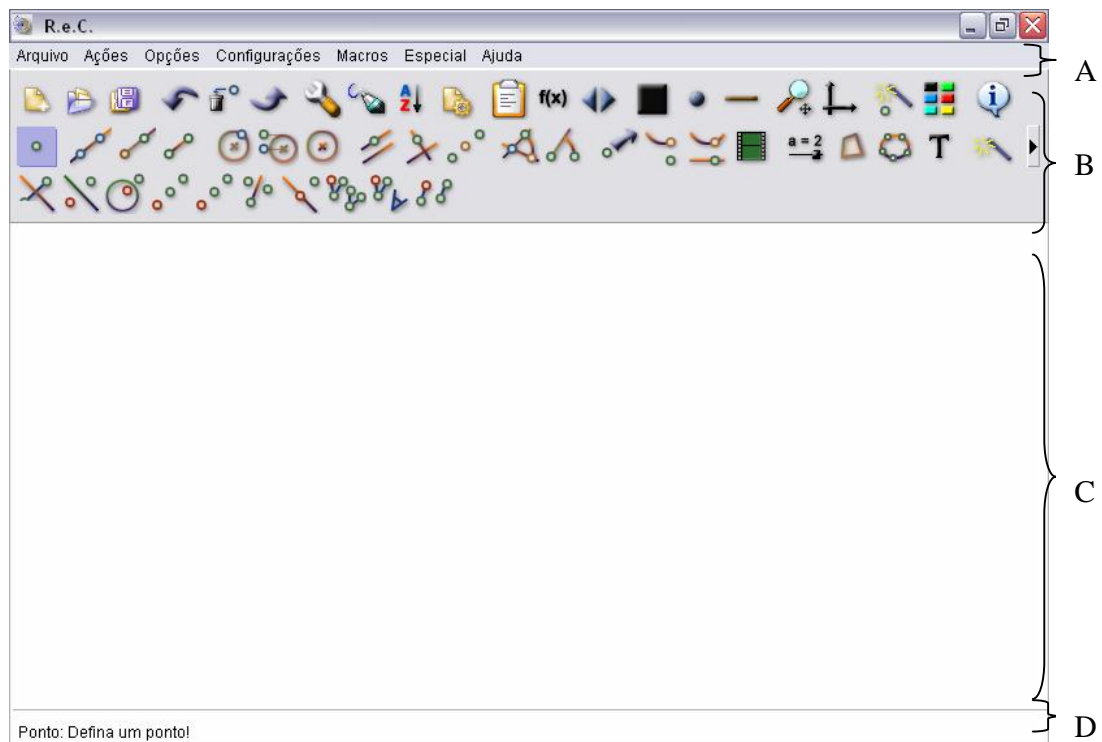 R.e.C.
Arquivo Ações Opções Configurações Macros Especial Ajuda
A
A Z f(x) i
a = 2 T
B
C
Ponto: Defina um ponto!
D